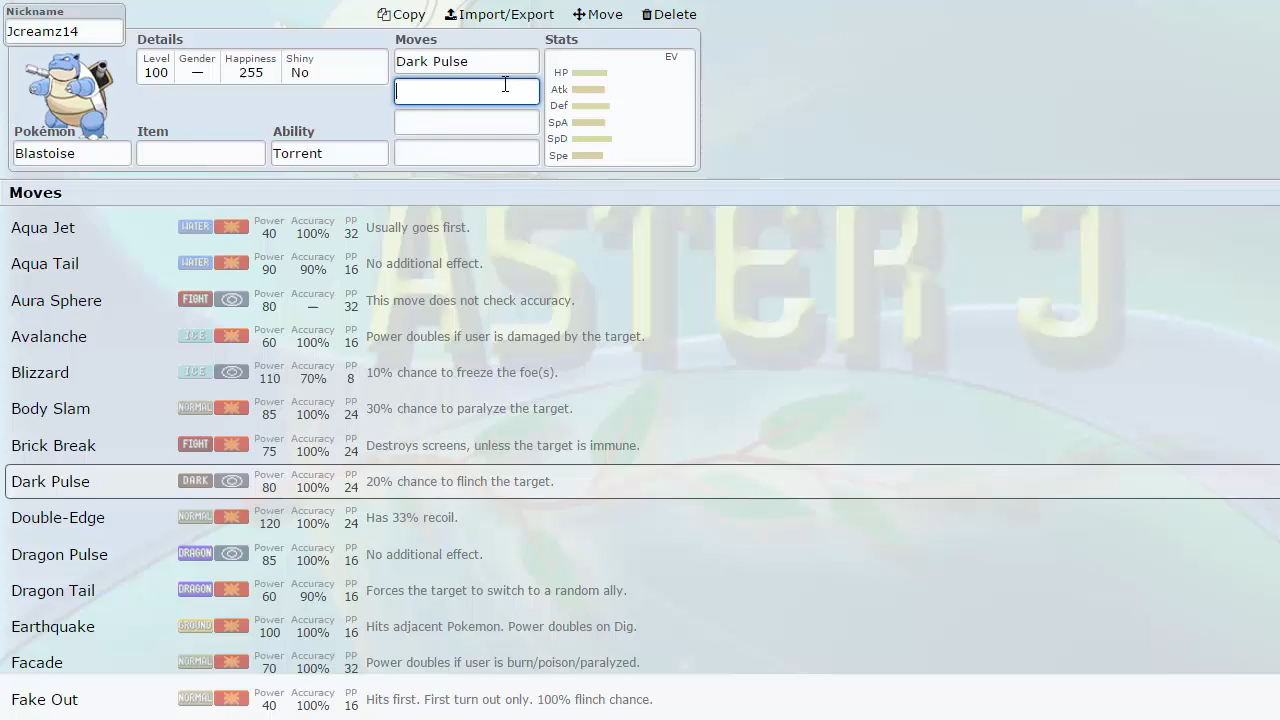 Nickname
Jcreamz14
Copy Import/Export Move Delete
Details
Level Gender Happiness Shiny
100 — 255 No
Pokémon
Blastoise
Item
Ability
Torrent
Moves
Dark Pulse
Stats
EV
HP
Atk
Def
SpA
SpD
Spe
Moves
Aqua Jet WATER Power 40 Accuracy 100% PP 32 Usually goes first.
Aqua Tail WATER Power 90 Accuracy 90% PP 16 No additional effect.
Aura Sphere FIGHT Power 80 Accuracy — PP 32 This move does not check accuracy.
Avalanche ICE Power 60 Accuracy 100% PP 16 Power doubles if user is damaged by the target.
Blizzard ICE Power 110 Accuracy 70% PP 8 10% chance to freeze the foe(s).
Body Slam NORMAL Power 85 Accuracy 100% PP 24 30% chance to paralyze the target.
Brick Break FIGHT Power 75 Accuracy 100% PP 24 Destroys screens, unless the target is immune.
Dark Pulse DARK Power 80 Accuracy 100% PP 24 20% chance to flinch the target.
Double-Edge NORMAL Power 120 Accuracy 100% PP 24 Has 33% recoil.
Dragon Pulse DRAGON Power 85 Accuracy 100% PP 16 No additional effect.
Dragon Tail DRAGON Power 60 Accuracy 90% PP 16 Forces the target to switch to a random ally.
Earthquake GROUND Power 100 Accuracy 100% PP 16 Hits adjacent Pokemon. Power doubles on Dig.
Facade NORMAL Power 70 Accuracy 100% PP 32 Power doubles if user is burn/poison/paralyzed.
Fake Out NORMAL Power 40 Accuracy 100% PP 16 Hits first. First turn out only. 100% flinch chance.
ASTER J